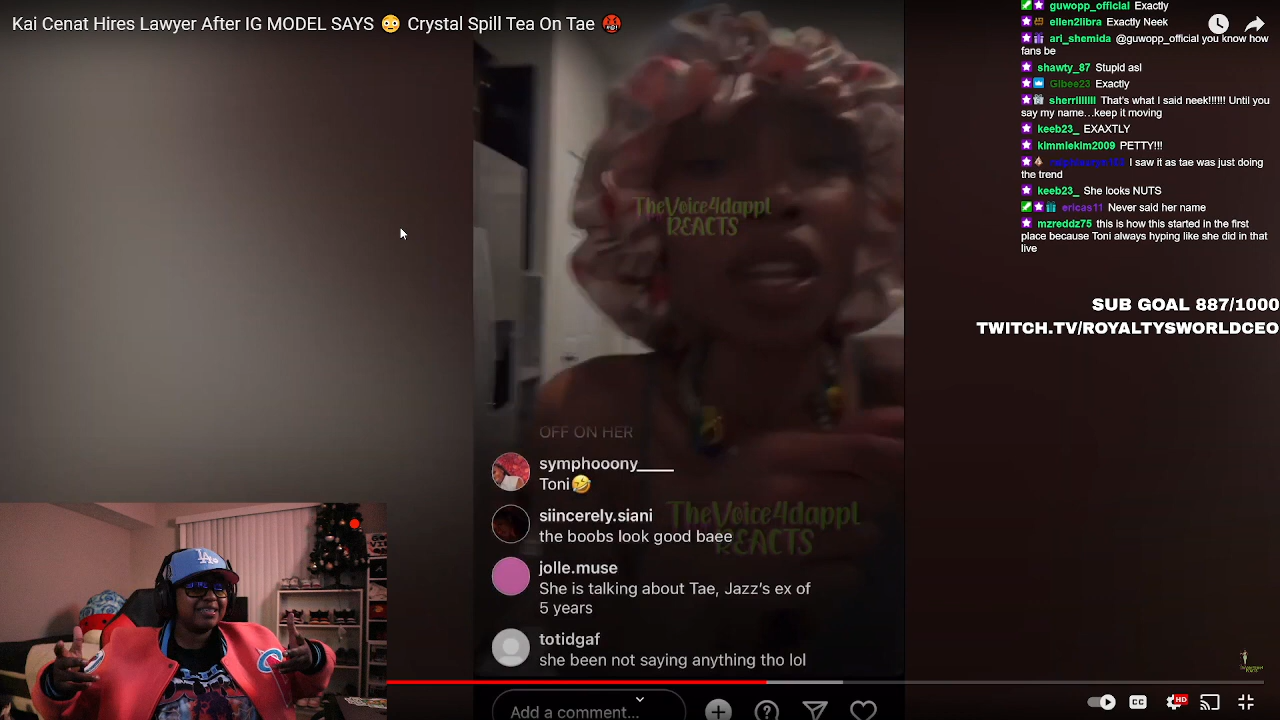 Kai Cenat Hires Lawyer After IG MODEL SAYS 😳 Crystal Spill Tea On Tae 🤬
guwopp_official Exactly
ellen2libra Exactly Neek
ari_shemida @guwopp_official you know how
fans be
shawty_87 Stupid asl
Glbee23 Exactly
sherrilllllll That's what I said neek!!!!!! Until you
say my name…keep it moving
keeb23_ EXAXTLY
kimmiekim2009 PETTY!!!
I saw it as tae was just doing
the trend
keeb23_ She looks NUTS
ericas11 Never said her name
mzreddz75 this is how this started in the first
place because Toni always hyping like she did in that
live
SUB GOAL 887/1000
TWITCH.TV/ROYALTYSWORLDCEO
TheVoice4dappl
REACTS
OFF ON HER
symphooony_____
Toni🤣
siincerely.siani
the boobs look good baee
TheVoice4dappl
REACTS
jolle.muse
She is talking about Tae, Jazz's ex of
5 years
totidgaf
she been not saying anything tho lol
Add a comment...
LA
C
CC
HD